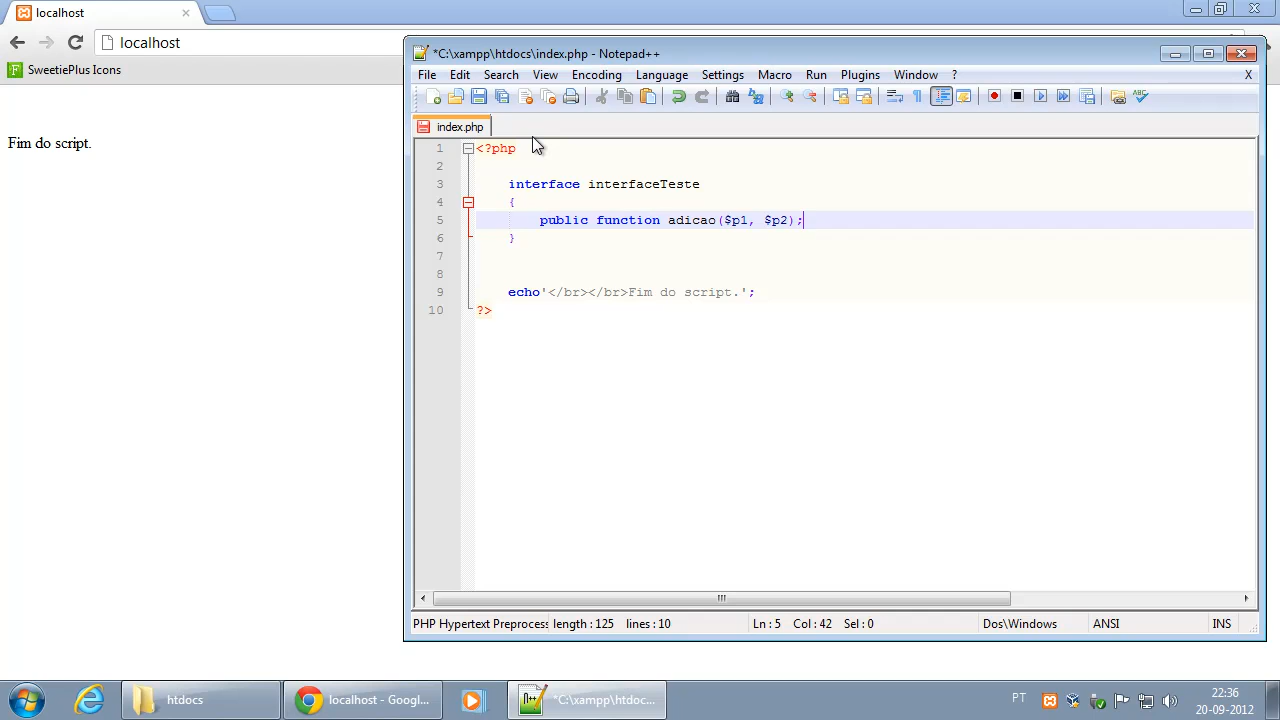 localhost
localhost
SweetiePlus Icons
Fim do script.
*C:\xampp\htdocs\index.php - Notepad++
File Edit Search View Encoding Language Settings Macro Run Plugins Window ? X
index.php
1 <?php
2
3 interface interfaceTeste
4 {
5 public function adicao($p1, $p2);
6 }
7
8
9 echo'</br></br>Fim do script.';
10 ?>
PHP Hypertext Preprocess length : 125 lines : 10 Ln : 5 Col : 42 Sel : 0 Dos\Windows ANSI INS
htdocs
localhost - Googl...
*C:\xampp\htdoc...
PT
22:36
20-09-2012